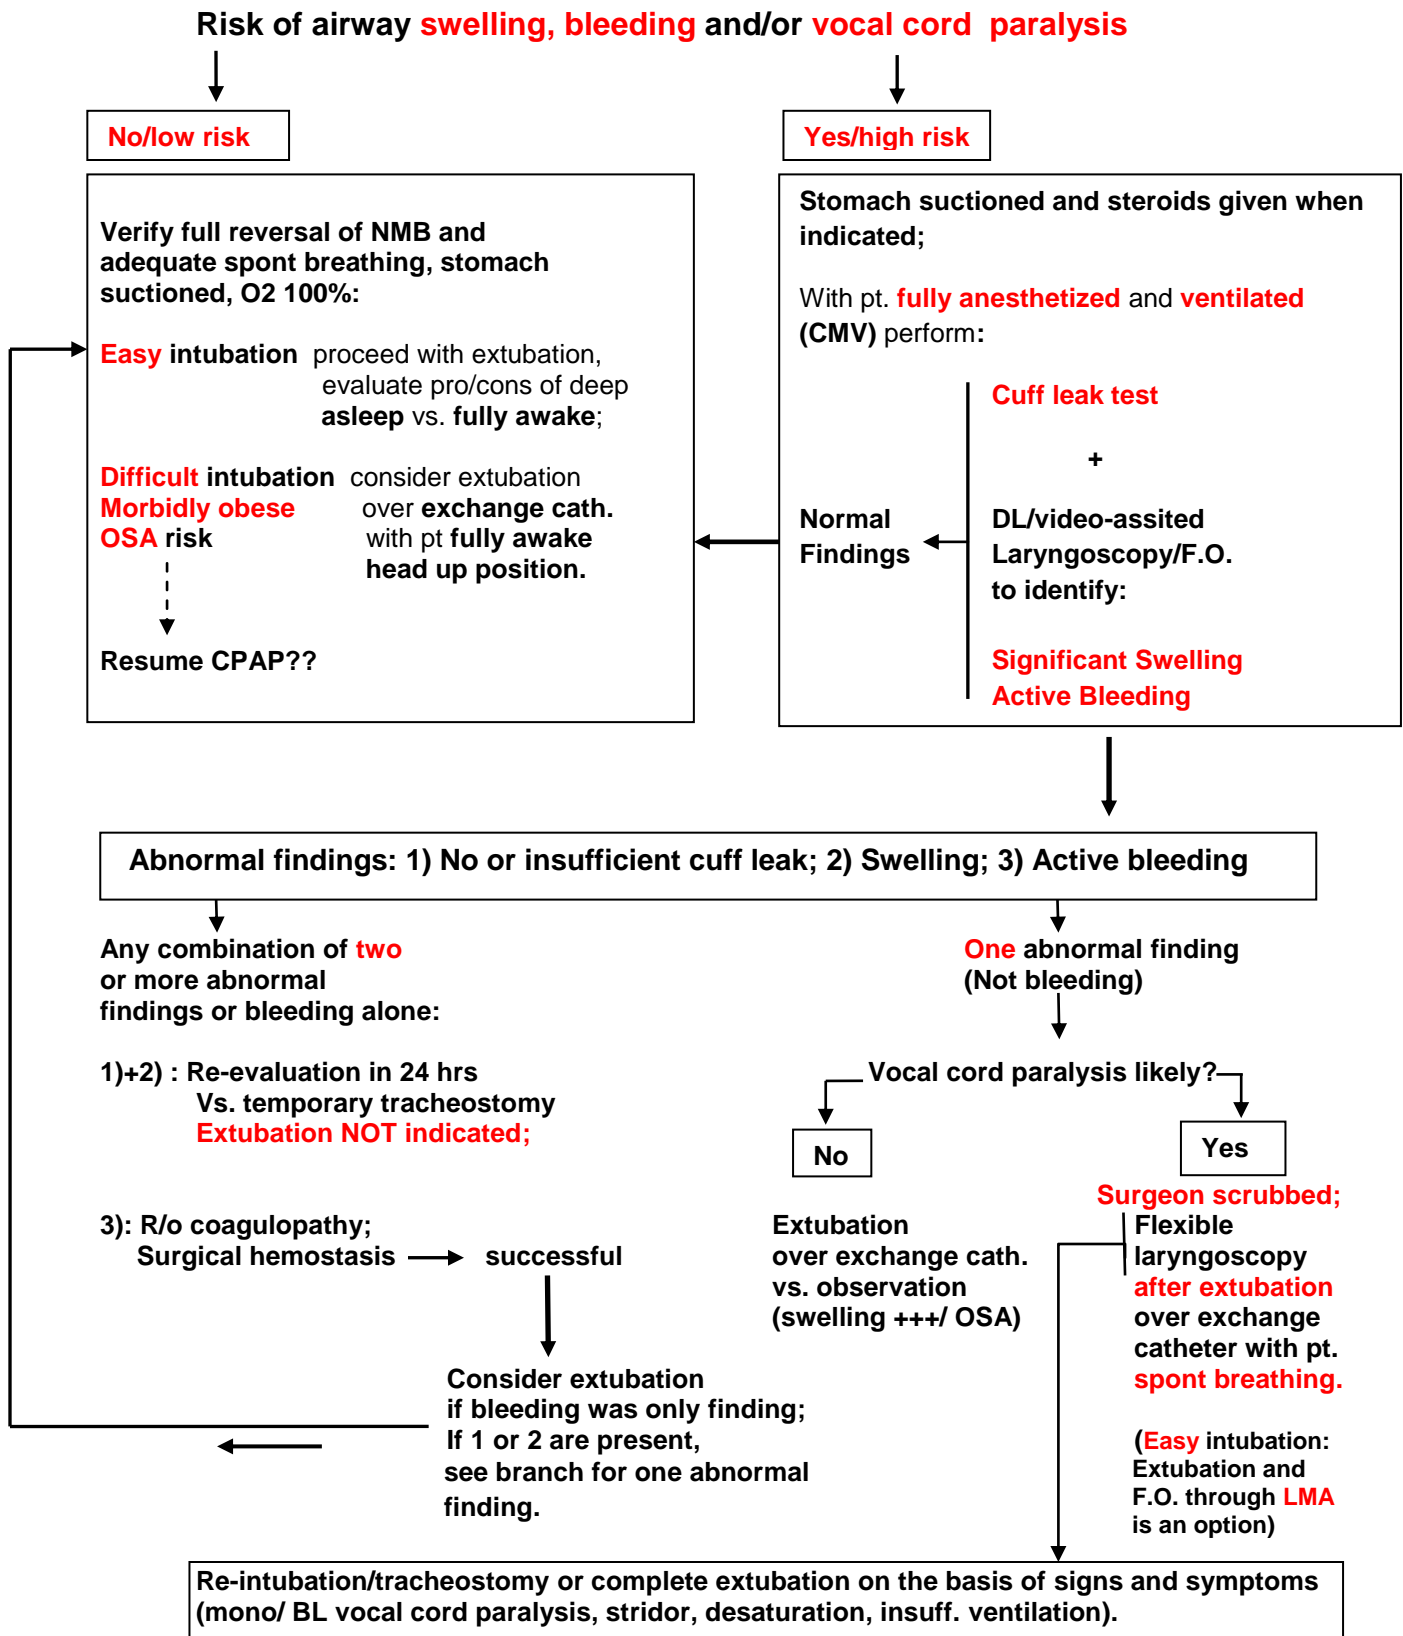 Risk of airway swelling, bleeding and/or vocal cord paralysis
No/low risk
Yes/high risk
Verify full reversal of NMB and
adequate spont breathing, stomach
suctioned, O2 100%:
Easy intubation proceed with extubation,
evaluate pro/cons of deep
asleep vs. fully awake;
Difficult intubation consider extubation
Morbidly obese over exchange cath.
OSA risk with pt fully awake
head up position.
Resume CPAP??
Stomach suctioned and steroids given when
indicated;
With pt. fully anesthetized and ventilated
(CMV) perform:
Cuff leak test
+
Normal
Findings
DL/video-assited
Laryngoscopy/F.O.
to identify:
Significant Swelling
Active Bleeding
Abnormal findings: 1) No or insufficient cuff leak; 2) Swelling; 3) Active bleeding
Any combination of two
or more abnormal
findings or bleeding alone:
1)+2) : Re-evaluation in 24 hrs
Vs. temporary tracheostomy
Extubation NOT indicated;
3): R/o coagulopathy;
Surgical hemostasis
successful
Consider extubation
if bleeding was only finding;
If 1 or 2 are present,
see branch for one abnormal
finding.
One abnormal finding
(Not bleeding)
Vocal cord paralysis likely?
No
Extubation
over exchange cath.
vs. observation
(swelling +++/ OSA)
Yes
Surgeon scrubbed;
Flexible
laryngoscopy
after extubation
over exchange
catheter with pt.
spont breathing.
(Easy intubation:
Extubation and
F.O. through LMA
is an option)
Re-intubation/tracheostomy or complete extubation on the basis of signs and symptoms
(mono/ BL vocal cord paralysis, stridor, desaturation, insuff. ventilation).